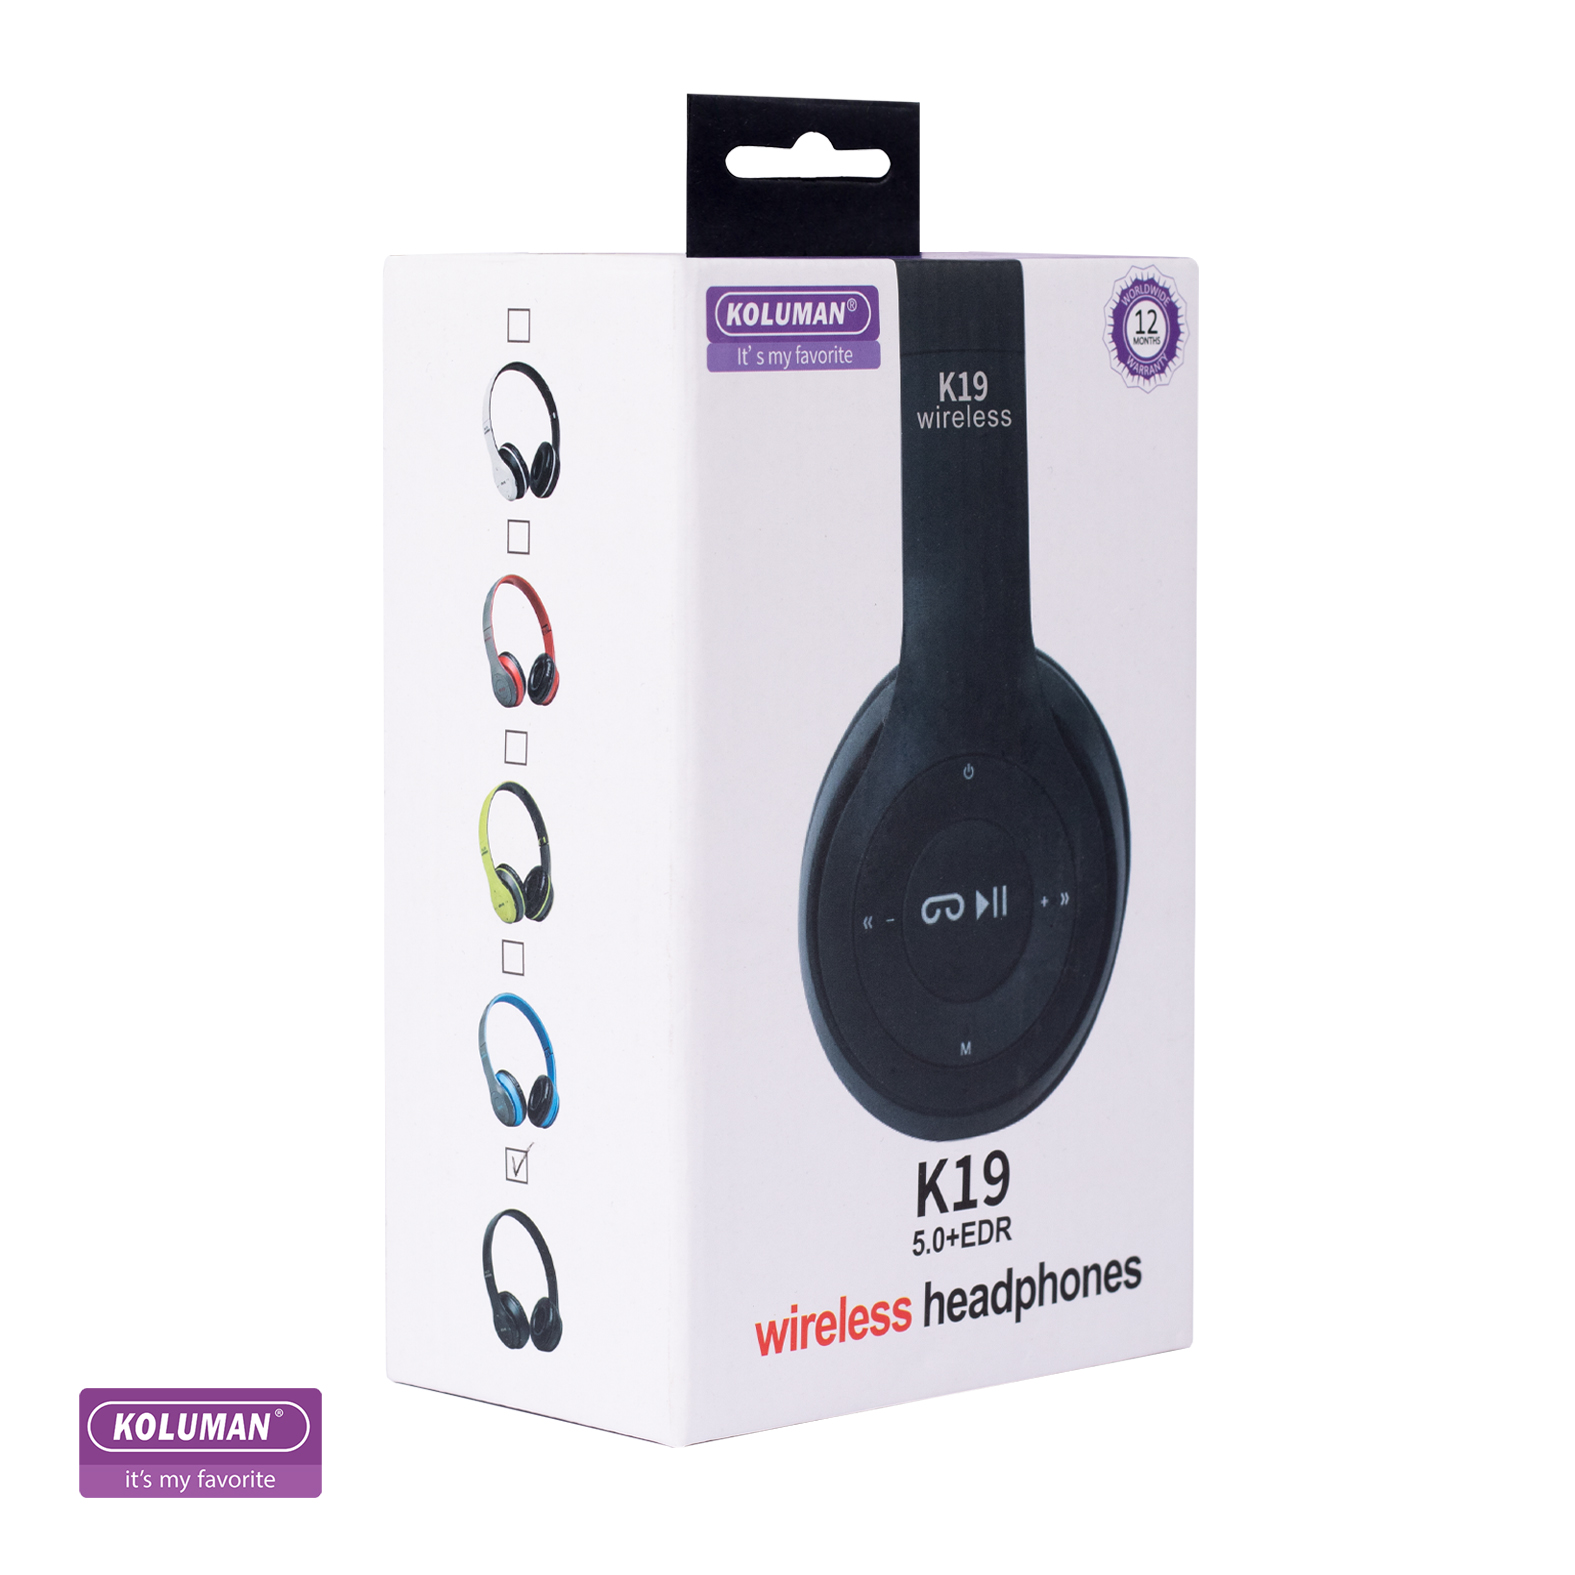 KOLUMAN®
It's my favorite
WORLDWIDE
12
MONTHS
WARRANTY
K19
wireless
« -
+ »
M
K19
5.0+EDR
wireless headphones
KOLUMAN®
it's my favorite